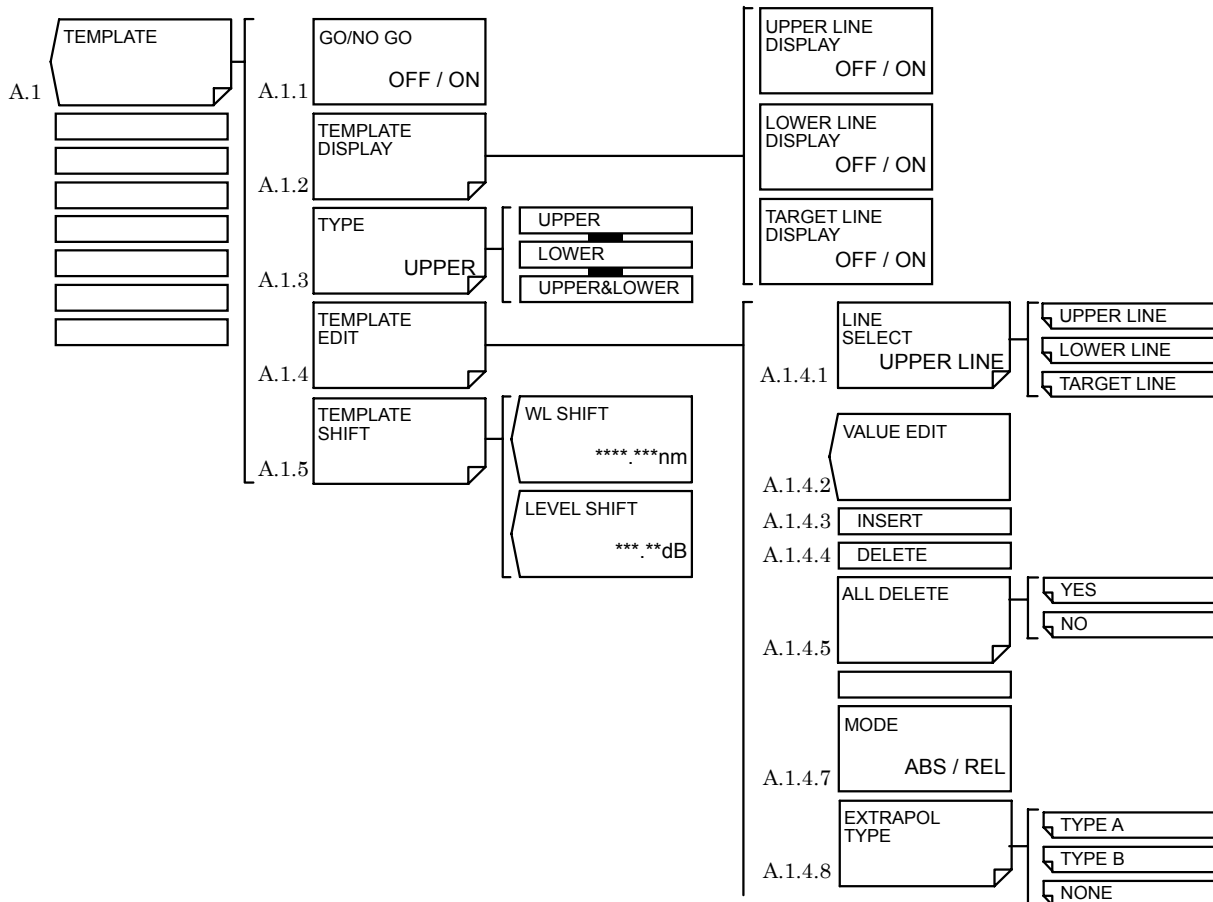 TEMPLATE
A.1
GO/NO GO
OFF / ON
A.1.1
TEMPLATE
DISPLAY
A.1.2
UPPER LINE
DISPLAY
OFF / ON
LOWER LINE
DISPLAY
OFF / ON
TARGET LINE
DISPLAY
OFF / ON
TYPE
UPPER
A.1.3
UPPER
LOWER
UPPER&LOWER
TEMPLATE
EDIT
A.1.4
LINE
SELECT
UPPER LINE
A.1.4.1
UPPER LINE
LOWER LINE
TARGET LINE
VALUE EDIT
A.1.4.2
A.1.4.3
INSERT
A.1.4.4
DELETE
ALL DELETE
A.1.4.5
YES
NO
MODE
ABS / REL
A.1.4.7
EXTRAPOL
TYPE
A.1.4.8
TYPE A
TYPE B
NONE
TEMPLATE
SHIFT
A.1.5
WL SHIFT
****.***nm
LEVEL SHIFT
***.**dB